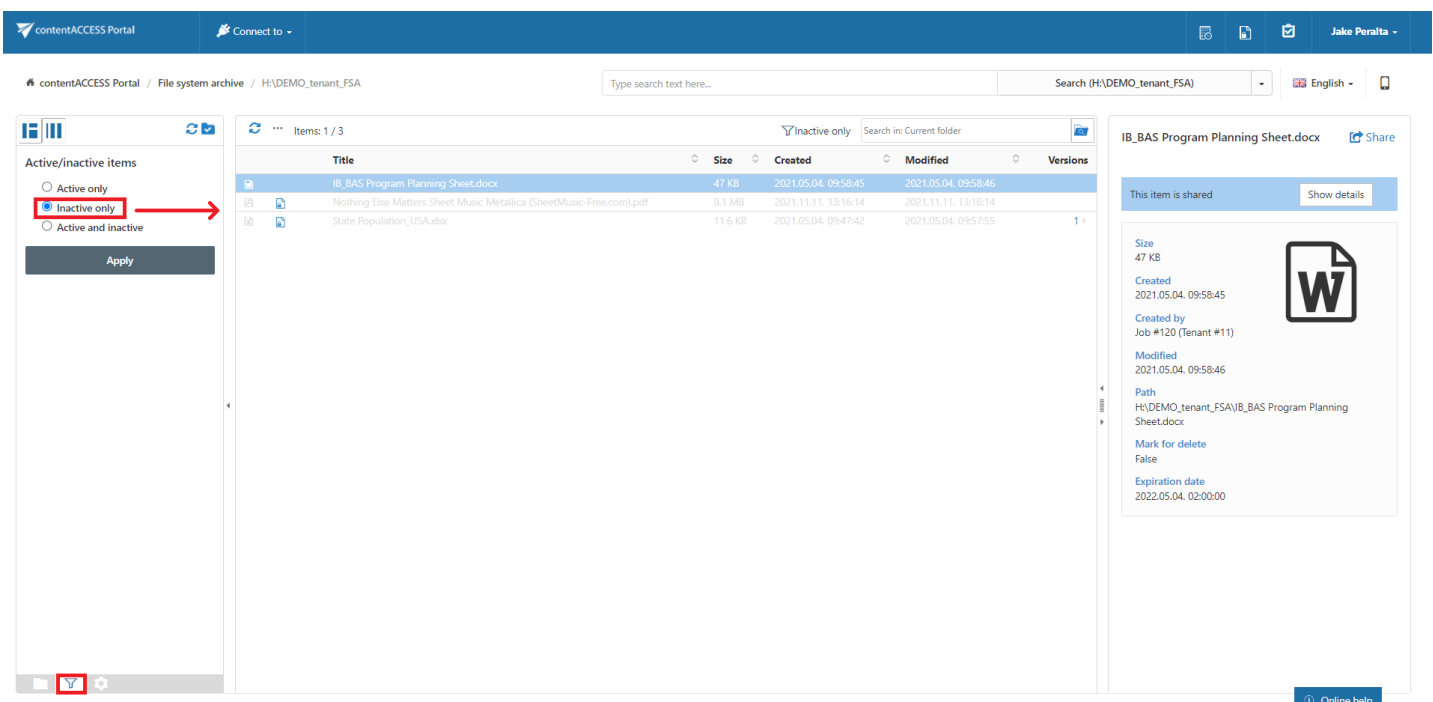 contentACCESS Portal Connect to Jake Peralta
contentACCESS Portal / File system archive / H:\DEMO_tenant_FSA Type search text here... Search (H:\DEMO_tenant_FSA) English
Active/inactive items
Active only
Inactive only
Active and inactive
Apply
Items: 1 / 3 Inactive only Search in: Current folder
Title Size Created Modified Versions
IB_BAS Program Planning Sheet.docx 47 KB 2021.05.04. 09:58:45 2021.05.04. 09:58:46
Nothing Else Matters Sheet Music Metallica (SheetMusic-Free.com).pdf 8.1 MB 2021.11.11. 13:16:14 2021.11.11. 13:16:14
State Population_USA.xlsx 11.6 KB 2021.05.04. 09:47:42 2021.05.04. 09:57:55 1
IB_BAS Program Planning Sheet.docx Share
This item is shared Show details
Size
47 KB
Created
2021.05.04. 09:58:45
Created by
Job #120 (Tenant #11)
Modified
2021.05.04. 09:58:46
Path
H:\DEMO_tenant_FSA\IB_BAS Program Planning
Sheet.docx
Mark for delete
False
Expiration date
2022.05.04. 02:00:00
Online help